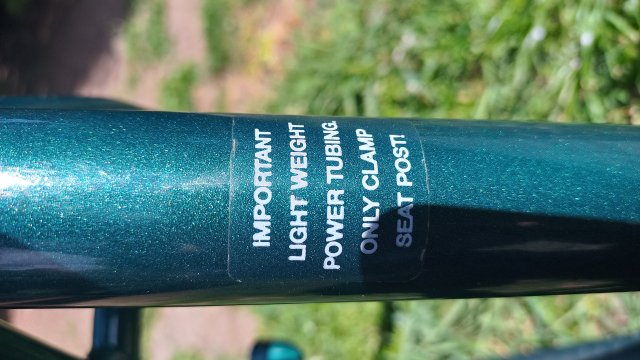 IMPORTANT
LIGHT WEIGHT
POWER TUBING.
ONLY CLAMP
SEAT POST!